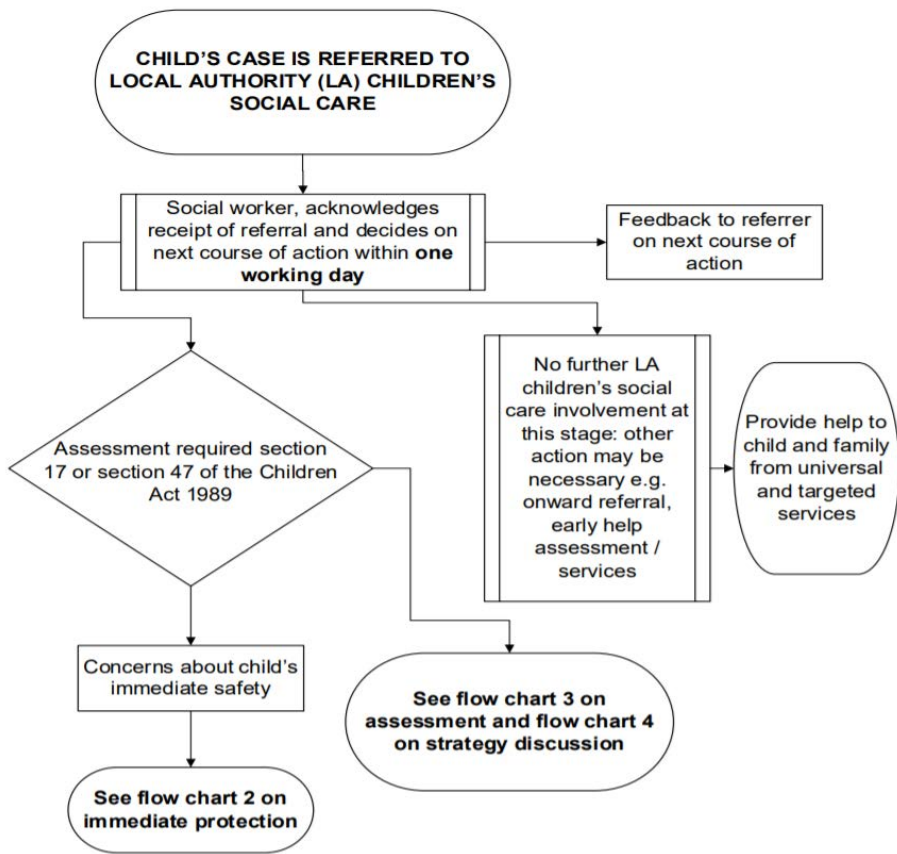 CHILD'S CASE IS REFERRED TO
LOCAL AUTHORITY (LA) CHILDREN'S
SOCIAL CARE
Social worker, acknowledges
receipt of referral and decides on
next course of action within one
working day
Feedback to referrer
on next course of
action
Assessment required section
17 or section 47 of the Children
Act 1989
No further LA
children's social
care involvement at
this stage: other
action may be
necessary e.g.
onward referral,
early help
assessment /
services
Provide help to
child and family
from universal
and targeted
services
Concerns about child's
immediate safety
See flow chart 3 on
assessment and flow chart 4
on strategy discussion
See flow chart 2 on
immediate protection